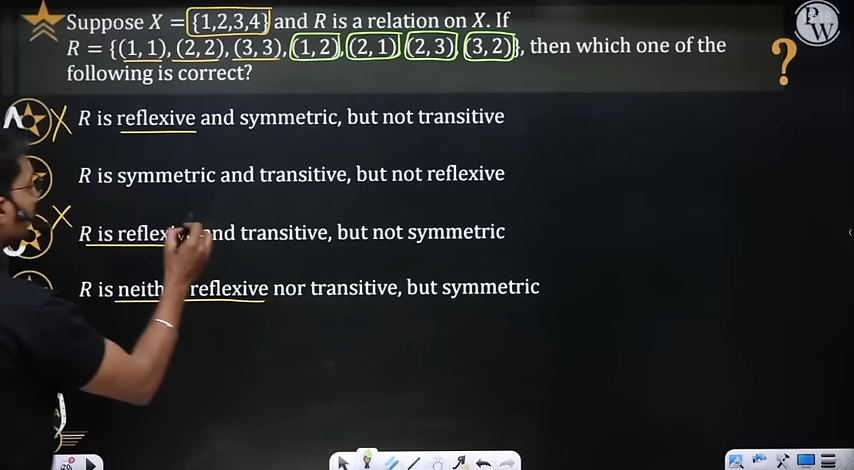 Suppose X = {1,2,3,4} and R is a relation on X. If
R = {(1, 1), (2, 2), (3, 3), (1, 2), (2, 1), (2, 3), (3, 2)}, then which one of the
following is correct?
?
R is reflexive and symmetric, but not transitive
R is symmetric and transitive, but not reflexive
R is and transitive, but not symmetric
R is reflexive nor transitive, but symmetric